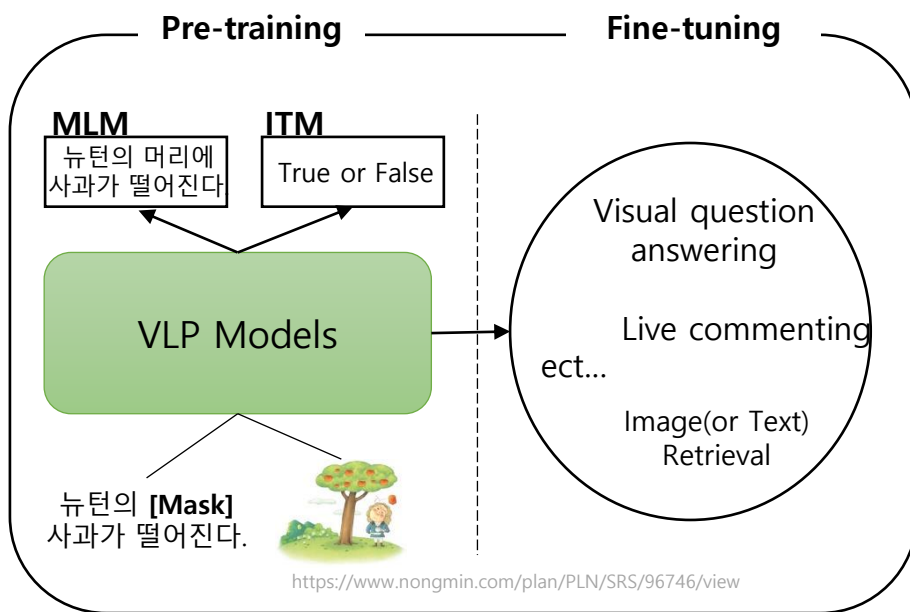 Pre-training
Fine-tuning
MLM
ITM
뉴턴의 머리에
사과가 떨어진다.
True or False
Visual question
answering
VLP Models
Live commenting
ect...
Image(or Text)
Retrieval
뉴턴의 [Mask]
사과가 떨어진다.
https://www.nongmin.com/plan/PLN/SRS/96746/view